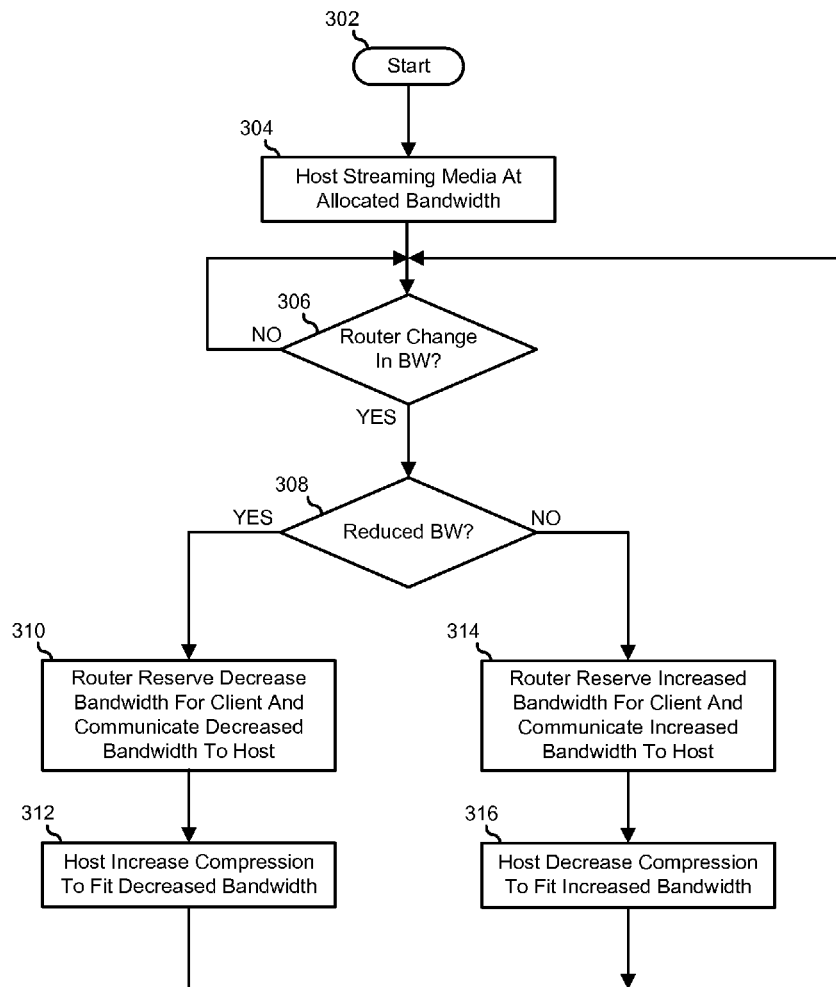 302
Start
304
Host Streaming Media At
Allocated Bandwidth
306
Router Change
In BW?
NO
YES
308
Reduced BW?
YES
NO
310
Router Reserve Decrease
Bandwidth For Client And
Communicate Decreased
Bandwidth To Host
314
Router Reserve Increased
Bandwidth For Client And
Communicate Increased
Bandwidth To Host
312
Host Increase Compression
To Fit Decreased Bandwidth
316
Host Decrease Compression
To Fit Increased Bandwidth